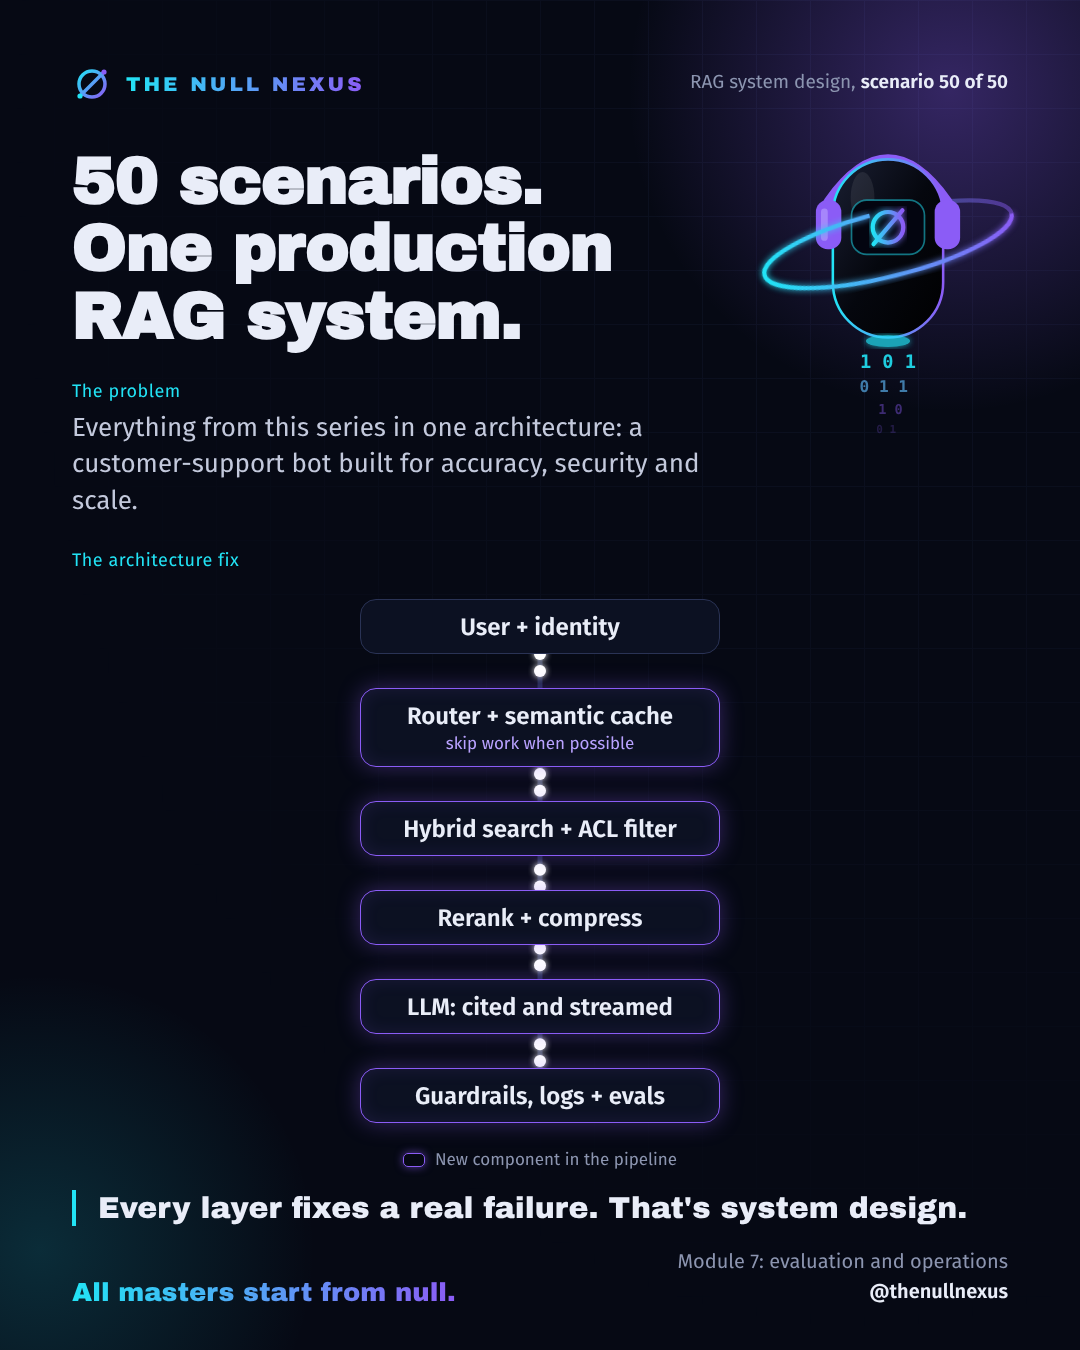 THE NULL NEXUS
RAG system design, scenario 50 of 50
50 scenarios.
One production
RAG system.
1 0 1
0 1 1
1 0
0 1
The problem
Everything from this series in one architecture: a
customer-support bot built for accuracy, security and
scale.
The architecture fix
User + identity
Router + semantic cache
skip work when possible
Hybrid search + ACL filter
Rerank + compress
LLM: cited and streamed
Guardrails, logs + evals
New component in the pipeline
Every layer fixes a real failure. That's system design.
Module 7: evaluation and operations
All masters start from null.
@thenullnexus